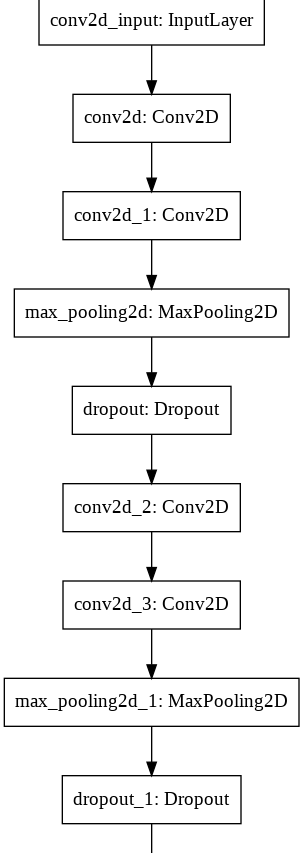 conv2d_input: InputLayer
conv2d: Conv2D
conv2d_1: Conv2D
max_pooling2d: MaxPooling2D
dropout: Dropout
conv2d_2: Conv2D
conv2d_3: Conv2D
max_pooling2d_1: MaxPooling2D
dropout_1: Dropout